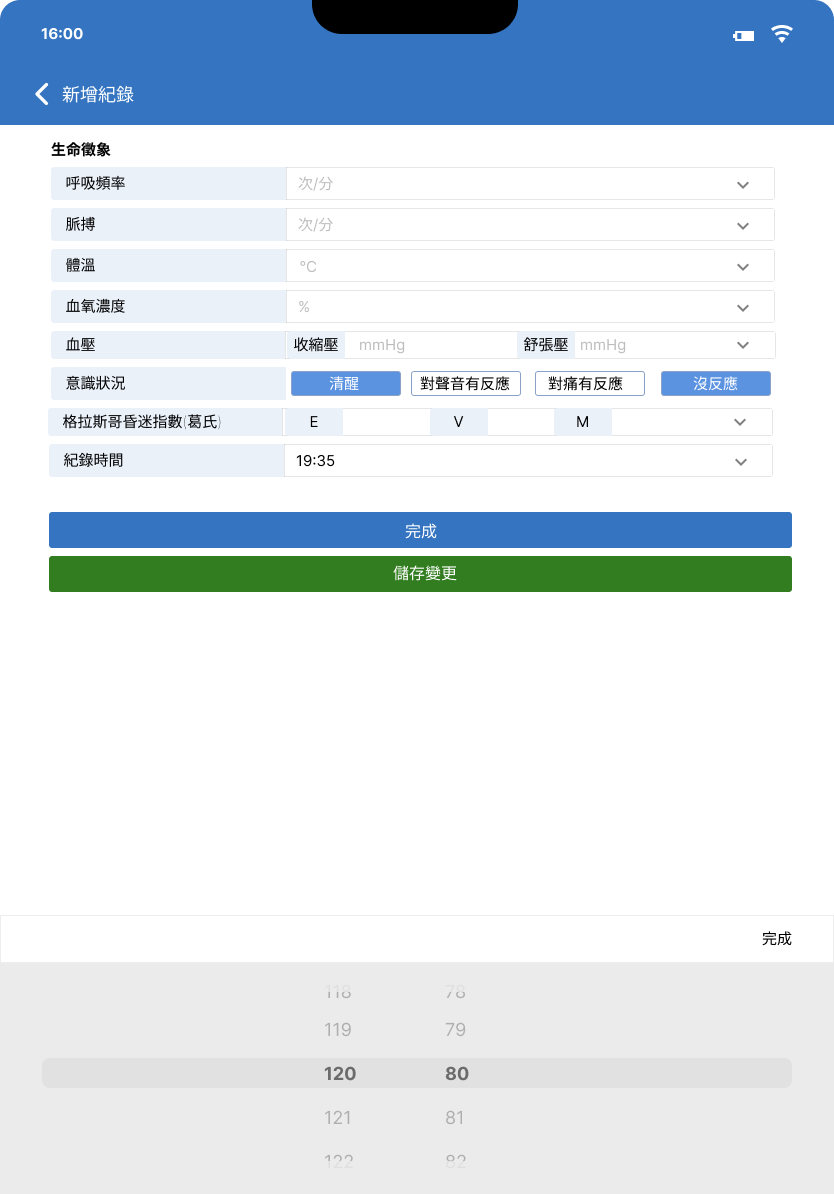 16:00
新增紀錄
生命徵象
呼吸頻率 次/分
脈搏 次/分
體溫 °C
血氧濃度 %
血壓 收縮壓 mmHg 舒張壓 mmHg
意識狀況 清醒 對聲音有反應 對痛有反應 沒反應
格拉斯哥昏迷指數(葛氏) E V M
紀錄時間 19:35
完成
儲存變更
完成
118 78
119 79
120 80
121 81
122 82